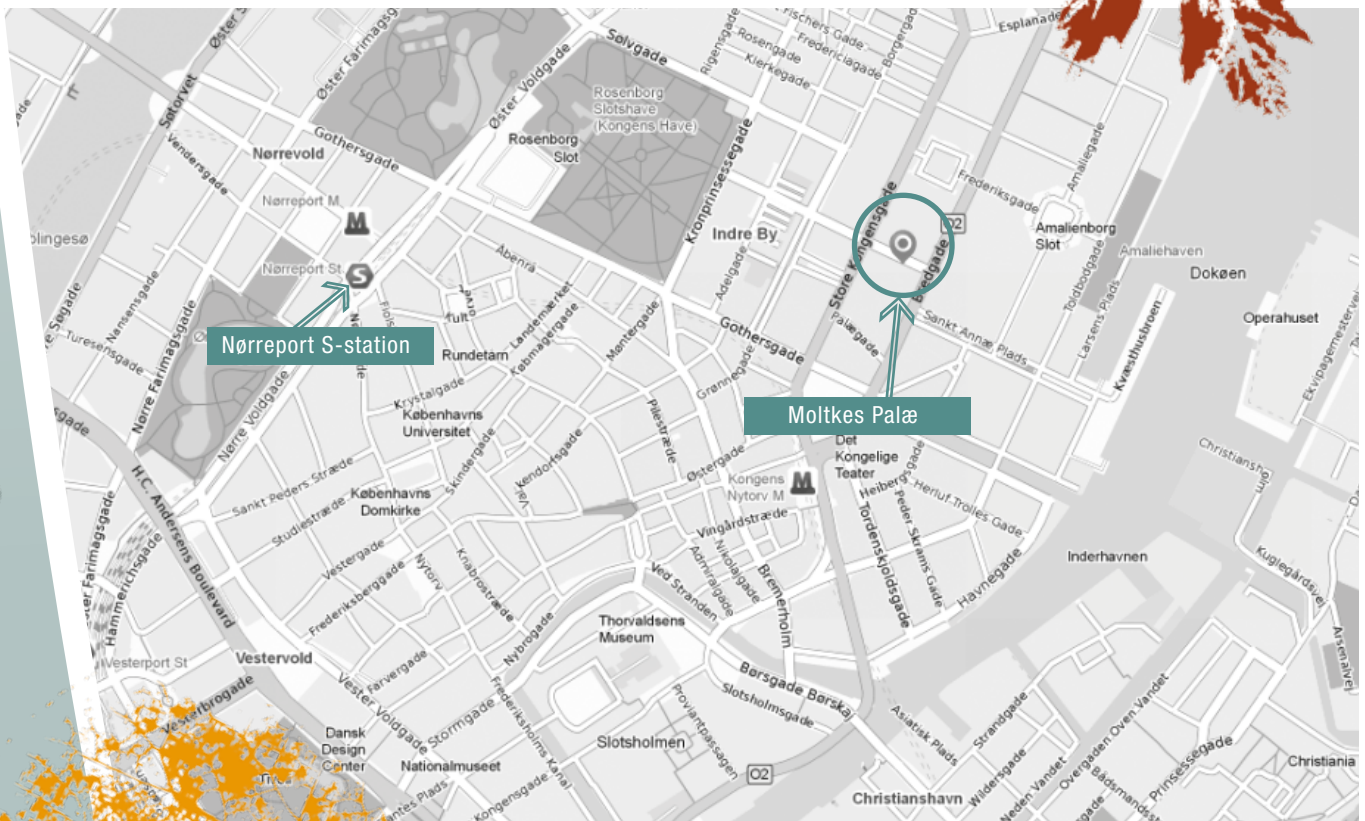 Øster Farimagsgade
Øster Voldgade
Sølvgade
Rigensgade
Fischers Gade
Fredericiagade
Rosengade
Klerkegade
Borgergade
Esplanade
Søtorvet
Vendersgade
Gothersgade
Nørrevold
Rosenborg
Slot
Rosenborg
Slotshave
(Kongens Have)
Kronprinsessegade
Store Kongensgade
Frederiksgade
Amaliegade
O2
Amalienborg
Slot
Amaliehaven
Dokøen
Operahuset
Nørreport M
Nørreport St
S
Indre By
Adelgade
Åbenrå
Bredgade
Toldbodgade
Larsens Plads
Kvæsthusbroen
Ekvipagemestervej
Nansensgade
Turesensgade
Nørre Farimagsgade
Nørreport S-station
Rundetårn
Landemærket
Købmagergade
Møntergade
Gothersgade
Grønnegade
Palægade
Sankt Annæ Plads
Moltkes Palæ
Krystalgade
Københavns
Universitet
Nørre Voldgade
Skindergade
Pilestræde
Østergade
Kongens
Nytorv M
Det
Kongelige
Teater
Heibergsgade
Herluf Trolles Gade
Peder Skrams Gade
Tordenskjoldsgade
Havnegade
Inderhavnen
Christiansholm
Kuglegårdsvej
Arsenalvej
H.C. Andersens Boulevard
Sankt Peders Stræde
Studiestræde
Københavns
Domkirke
Vestergade
Frederiksberggade
Nytorv
Knabrostræde
Vingårdstræde
Nikolajgade
Admiralgade
Bremerholm
Ved Stranden
Hammerichsgade
Vesterport St
Vestervold
Vesterbrogade
Farvergade
Vester Voldgade
Stormgade
Nybrogade
Frederiksholms Kanal
Thorvaldsens
Museum
Børsgade Børska
Slotsholmsgade
Proviantpassagen
Slotsholmen
O2
Dansk
Design
Center
Nationalmuseet
Christianshavn
Asiatisk Plads
Strandgade
Wildersgade
Overgaden Oven Vandet
Neden Vandet
Bådsmandsst
Prinsessegade
Christiania